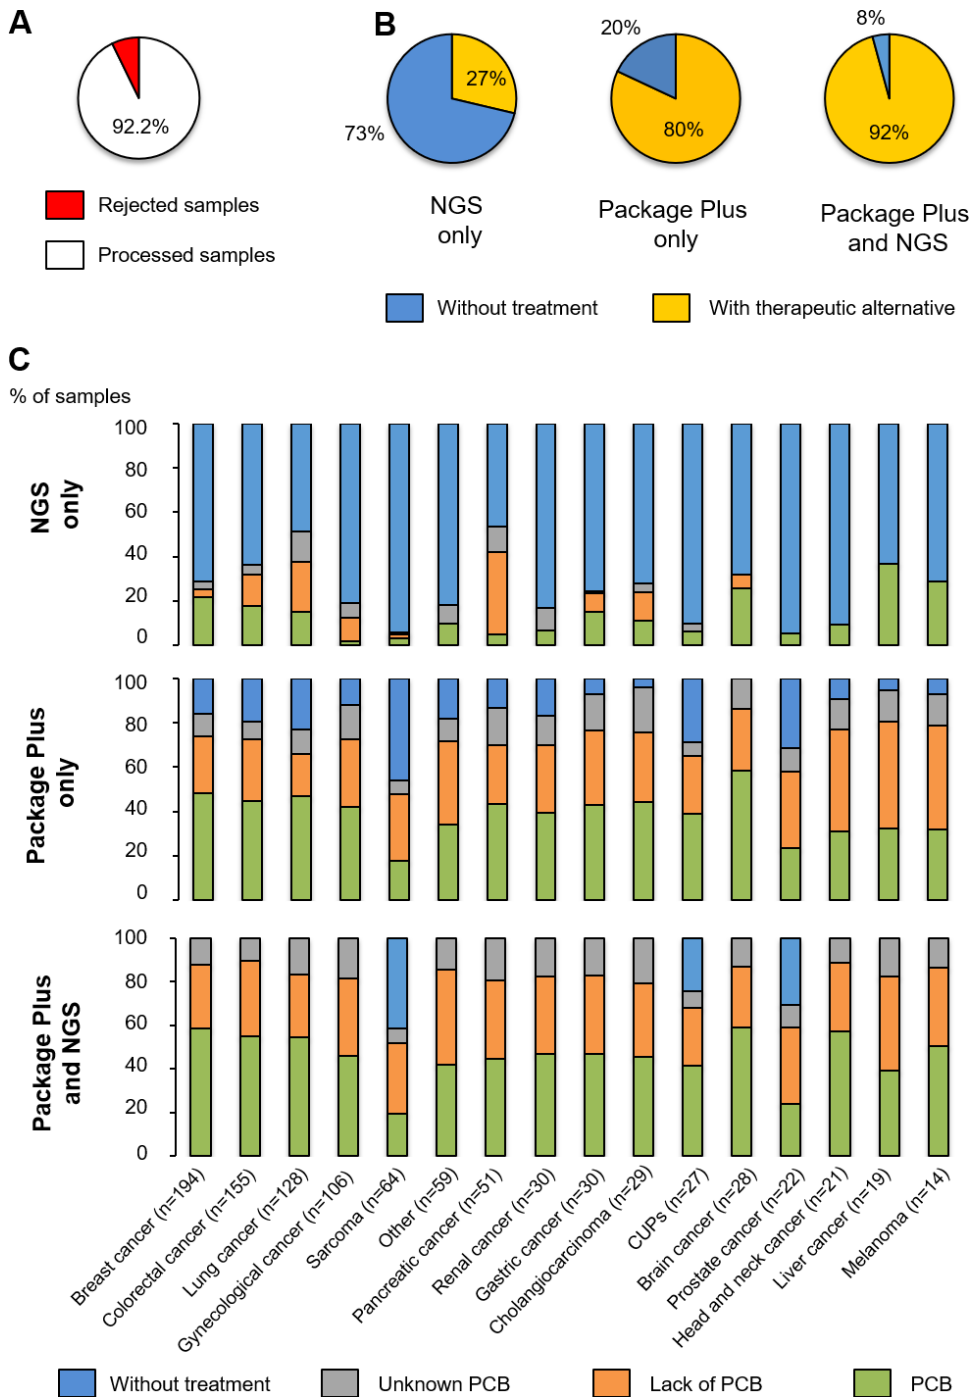 A
B
92.2%
Rejected samples
Processed samples
27%
73%
NGS
only
20%
80%
Package Plus
only
8%
92%
Package Plus
and NGS
Without treatment
With therapeutic alternative
C
% of samples
NGS
only
100
80
60
40
20
0
Package Plus
only
100
80
60
40
20
0
Package Plus
and NGS
100
80
60
40
20
0
Breast cancer (n=194)
Colorectal cancer (n=155)
Lung cancer (n=128)
Gynecological cancer (n=106)
Sarcoma (n=64)
Other (n=59)
Pancreatic cancer (n=51)
Renal cancer (n=30)
Gastric cancer (n=30)
Cholangiocarcinoma (n=29)
CUPs (n=27)
Brain cancer (n=28)
Prostate cancer (n=22)
Head and neck cancer (n=21)
Liver cancer (n=19)
Melanoma (n=14)
Without treatment
Unknown PCB
Lack of PCB
PCB